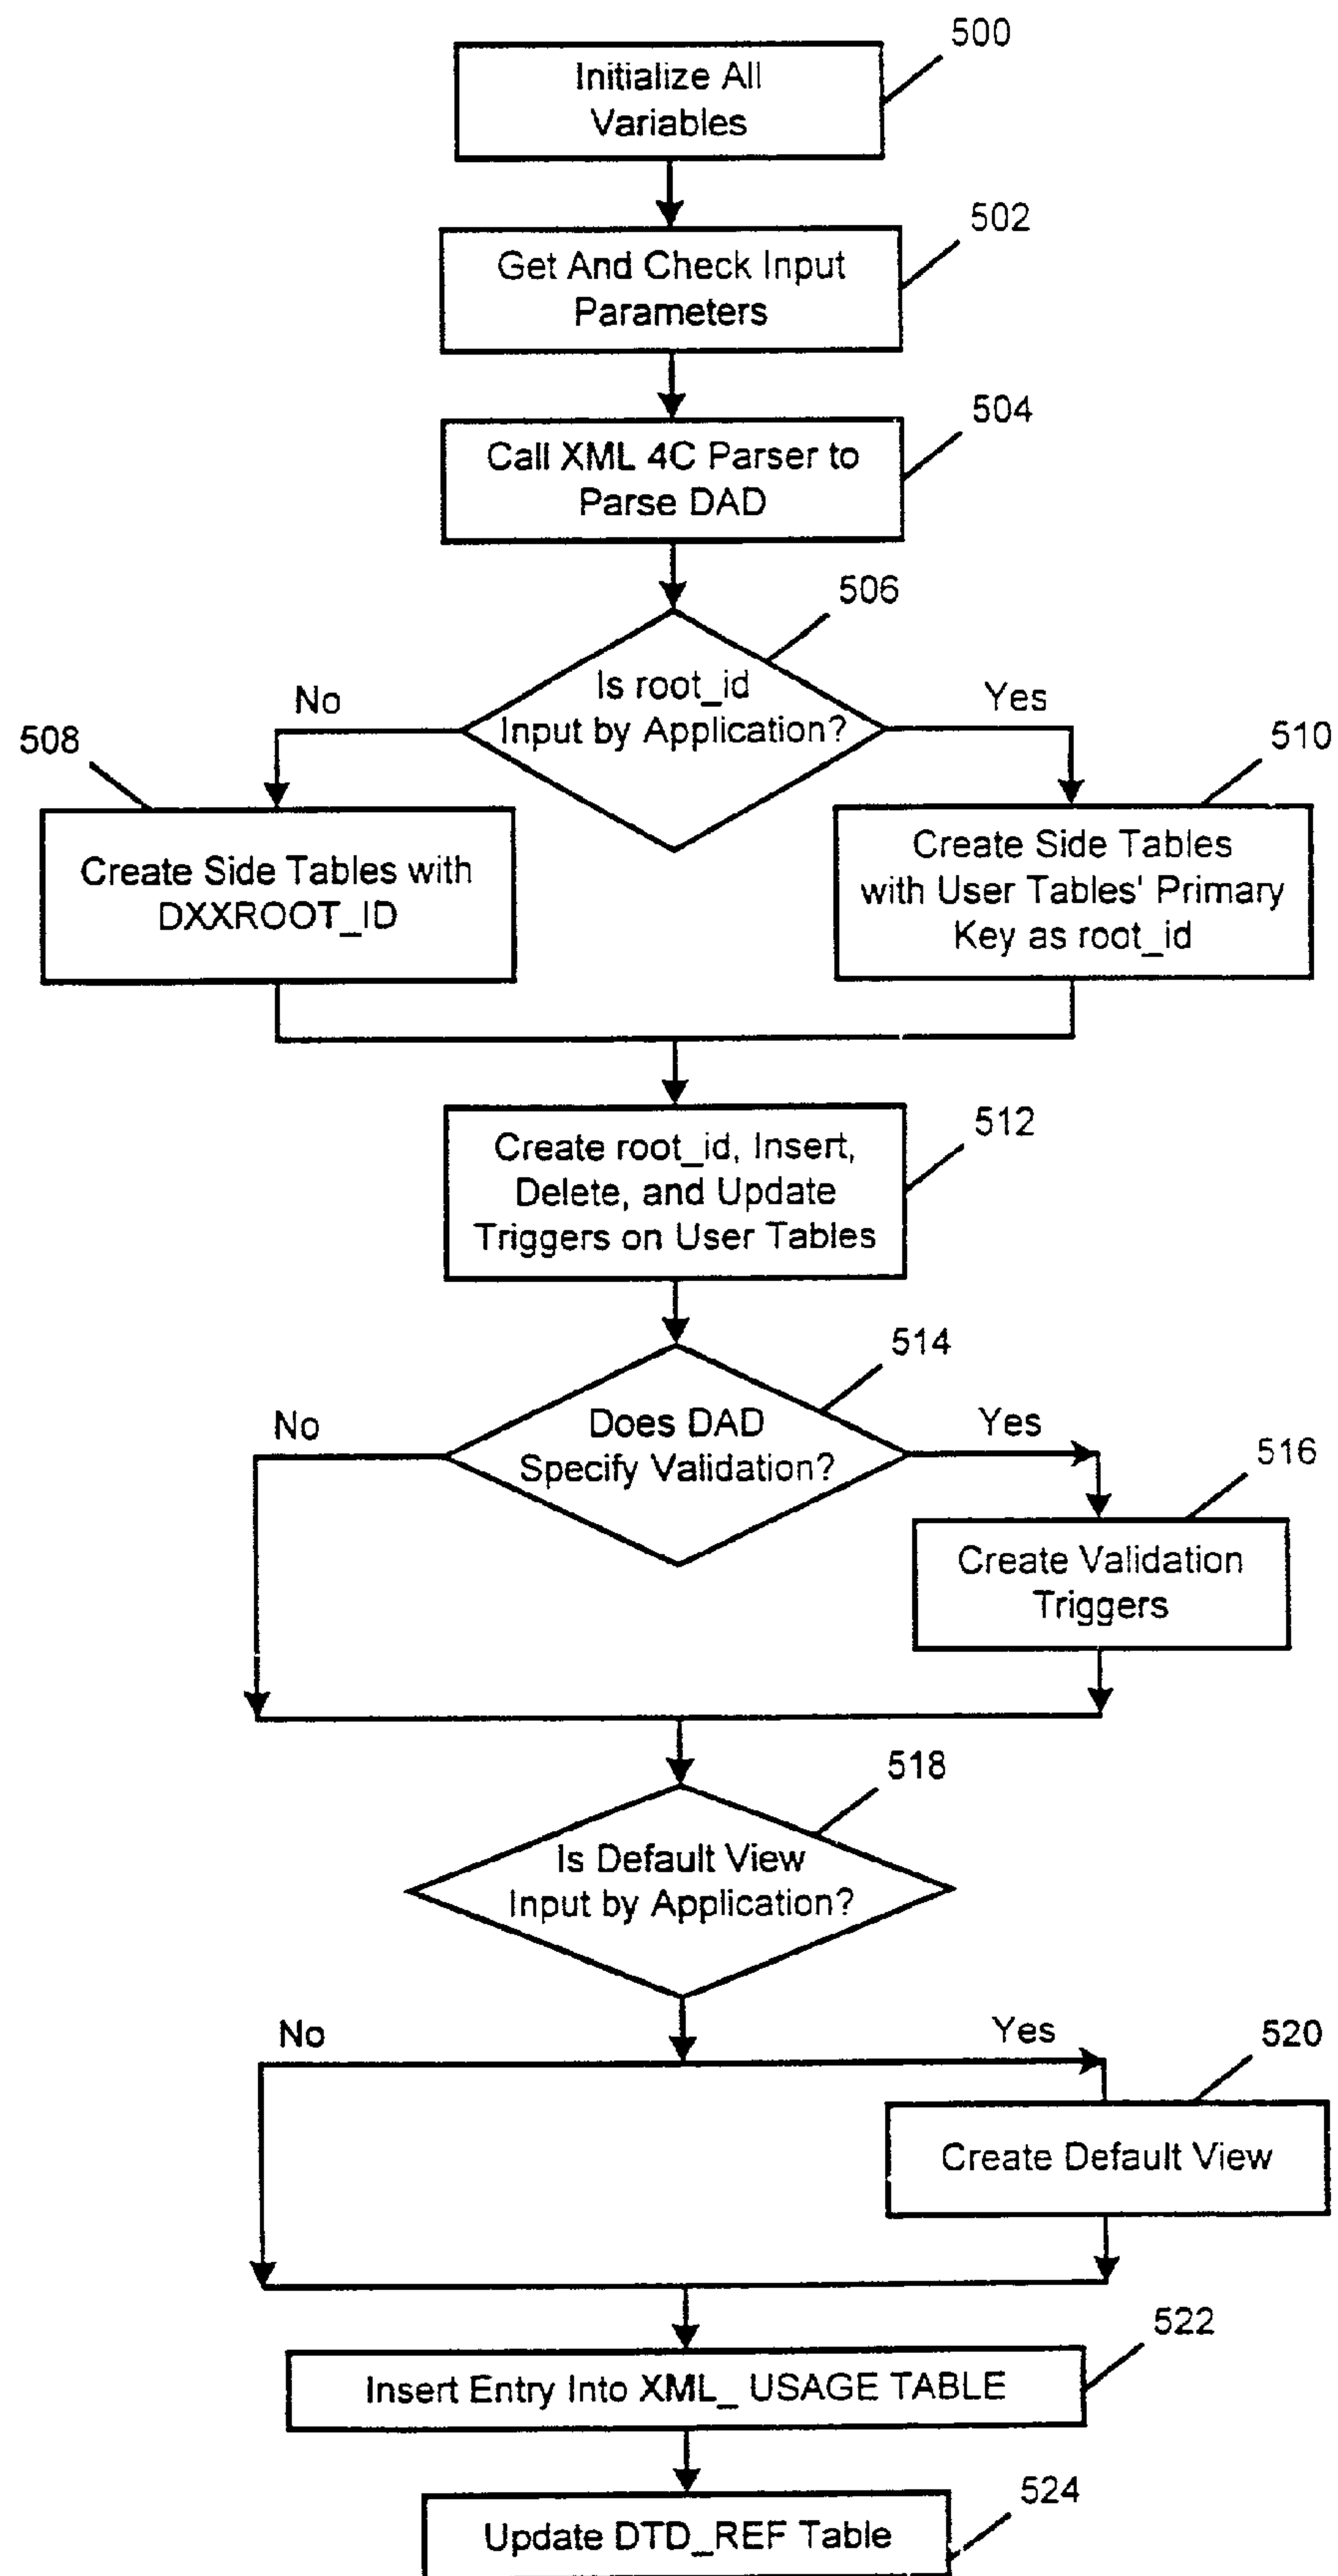 500
Initialize All
Variables
502
Get And Check Input
Parameters
504
Call XML 4C Parser to
Parse DAD
506
Is root_id
Input by Application?
No
Yes
508
Create Side Tables with
DXXROOT_ID
510
Create Side Tables
with User Tables' Primary
Key as root_id
512
Create root_id, Insert,
Delete, and Update
Triggers on User Tables
514
Does DAD
Specify Validation?
No
Yes
516
Create Validation
Triggers
518
Is Default View
Input by Application?
No
Yes
520
Create Default View
522
Insert Entry Into XML_ USAGE TABLE
524
Update DTD_REF Table